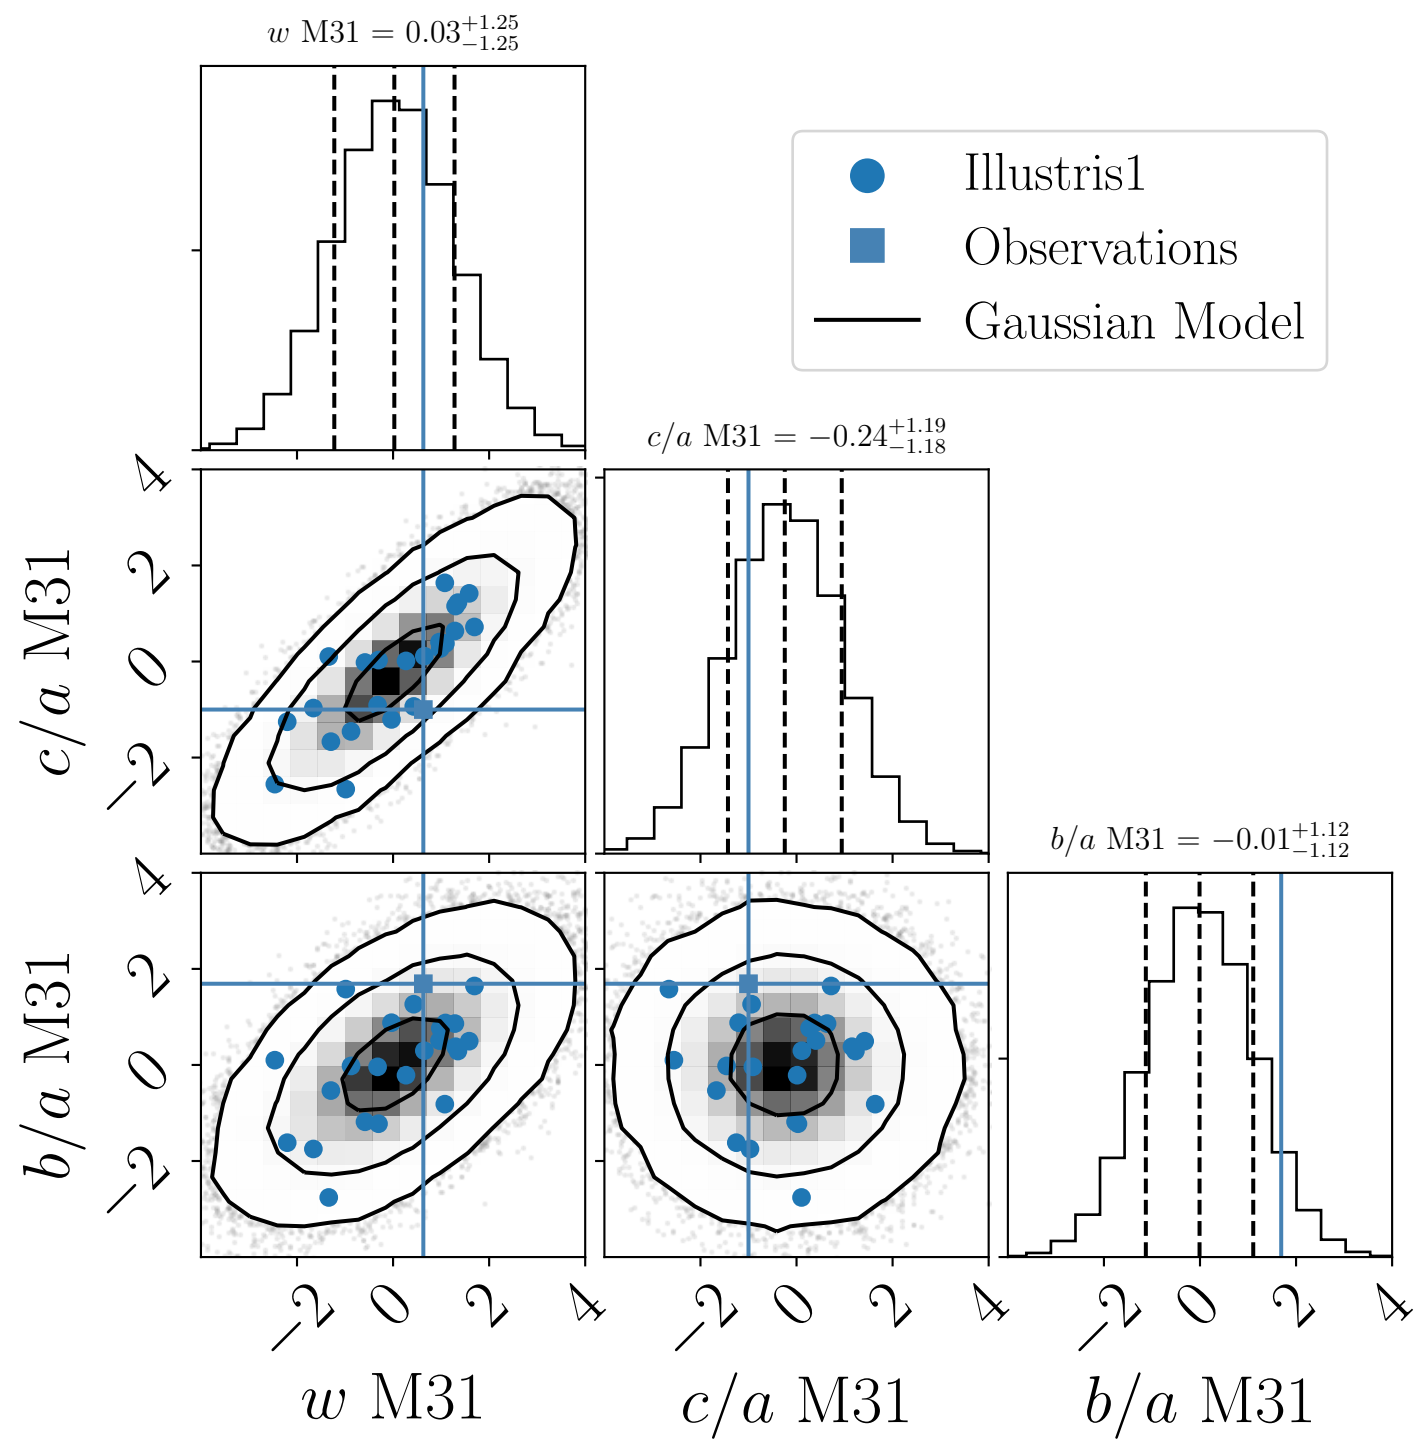 w M31 = 0.03+1.25−1.25
Illustris1
Observations
Gaussian Model
c/a M31 = −0.24+1.19−1.18
4
2
0
−2
c/a M31
b/a M31 = −0.01+1.12−1.12
4
2
0
−2
b/a M31
−2 0 2 4 −2 0 2 4 −2 0 2 4
w M31 c/a M31 b/a M31